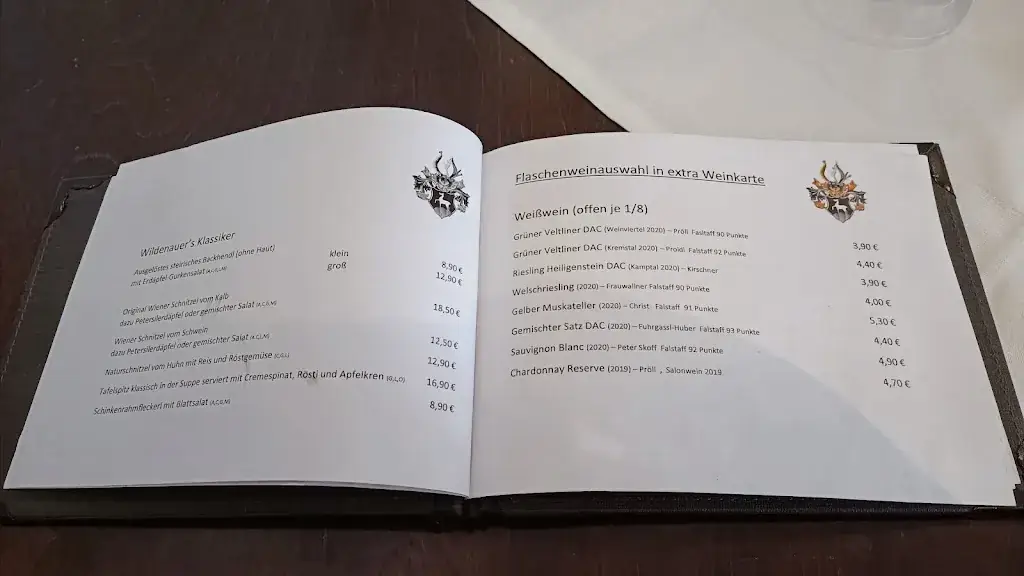 Wildenauer's Klassiker
Ausgelöstes steirisches Backhendl (ohne Haut) klein 8,90 €
mit Erdäpfel-Gurkensalat (A,C,G,M) groß 12,90 €
Original Wiener Schnitzel vom Kalb
dazu Petersilerdäpfel oder gemischter Salat (A,C,G,M) 18,50 €
Wiener Schnitzel vom Schwein
dazu Petersilerdäpfel oder gemischter Salat (A,C,G,M) 12,50 €
Naturschnitzel vom Huhn mit Reis und Röstgemüse 12,90 €
Tafelspitz klassisch in der Suppe serviert mit Cremespinat, Rösti und Apfelkren (G,L,O) 16,90 €
Schinkenrahmfleckerl mit Blattsalat (A,C,G,M) 8,90 €
Flaschenweinauswahl in extra Weinkarte
Weißwein (offen je 1/8)
Grüner Veltliner DAC (Weinviertel 2020) – Pröll Falstaff 90 Punkte 3,90 €
Grüner Veltliner DAC (Kremstal 2020) – Proidl Falstaff 92 Punkte 4,40 €
Riesling Heiligenstein DAC (Kamptal 2020) – Kirschner 3,90 €
Welschriesling (2020) – Frauwallner Falstaff 90 Punkte 4,00 €
Gelber Muskateller (2020) – Christ- Falstaff 91 Punkte 5,30 €
Gemischter Satz DAC (2020) – Fuhrgassl-Huber Falstaff 93 Punkte 4,40 €
Sauvignon Blanc (2020) – Peter Skoff Falstaff 92 Punkte 4,90 €
Chardonnay Reserve (2019) – Pröll , Salonwein 2019 4,70 €